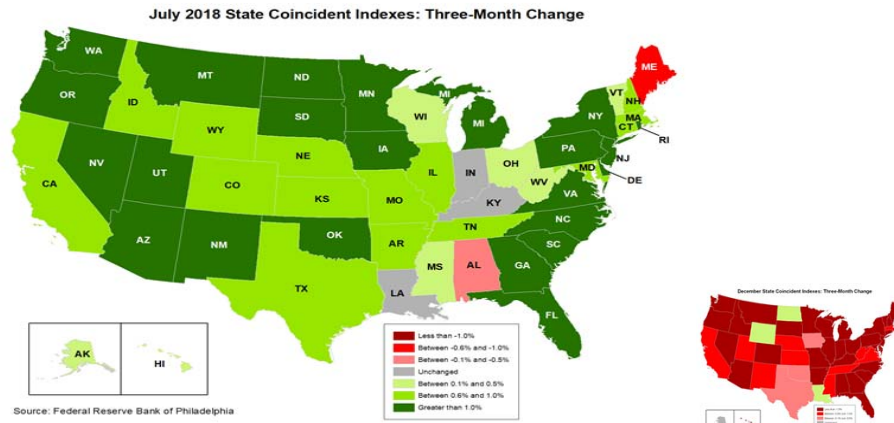 July 2018 State Coincident Indexes: Three-Month Change
WA
MT
ND
MN
ME
OR
ID
SD
WI
MI
MI
VT
NH
NY
MA
CT
RI
WY
IA
PA
NJ
NV
NE
IL
IN
OH
MD
DE
UT
CO
KS
MO
KY
WV
VA
CA
AZ
NM
OK
AR
TN
NC
SC
TX
LA
MS
AL
GA
FL
AK
HI
Less than -1.0%
Between -0.6% and -1.0%
Between -0.1% and -0.5%
Unchanged
Between 0.1% and 0.5%
Between 0.6% and 1.0%
Greater than 1.0%
Source: Federal Reserve Bank of Philadelphia
December State Coincident Indexes: Three-Month Change